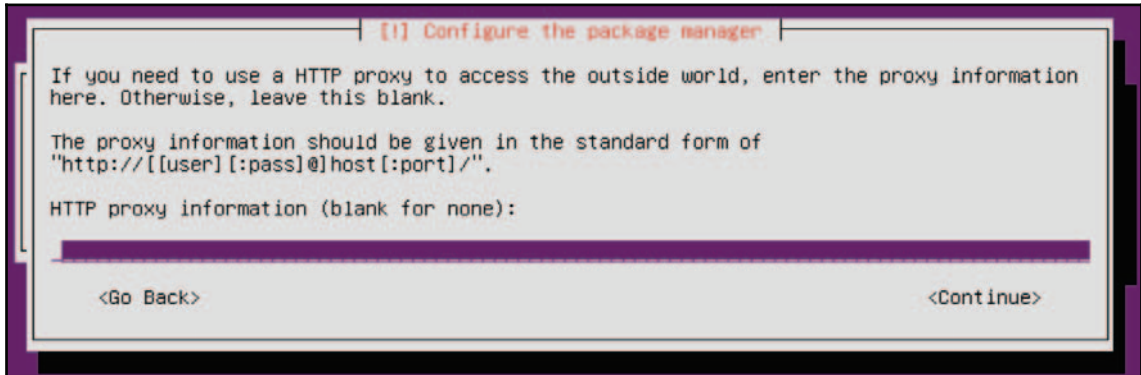 [!] Configure the package manager
If you need to use a HTTP proxy to access the outside world, enter the proxy information
here. Otherwise, leave this blank.
The proxy information should be given in the standard form of
"http://[[user][:pass]@]host[:port]/".
HTTP proxy information (blank for none):
<Go Back>
<Continue>